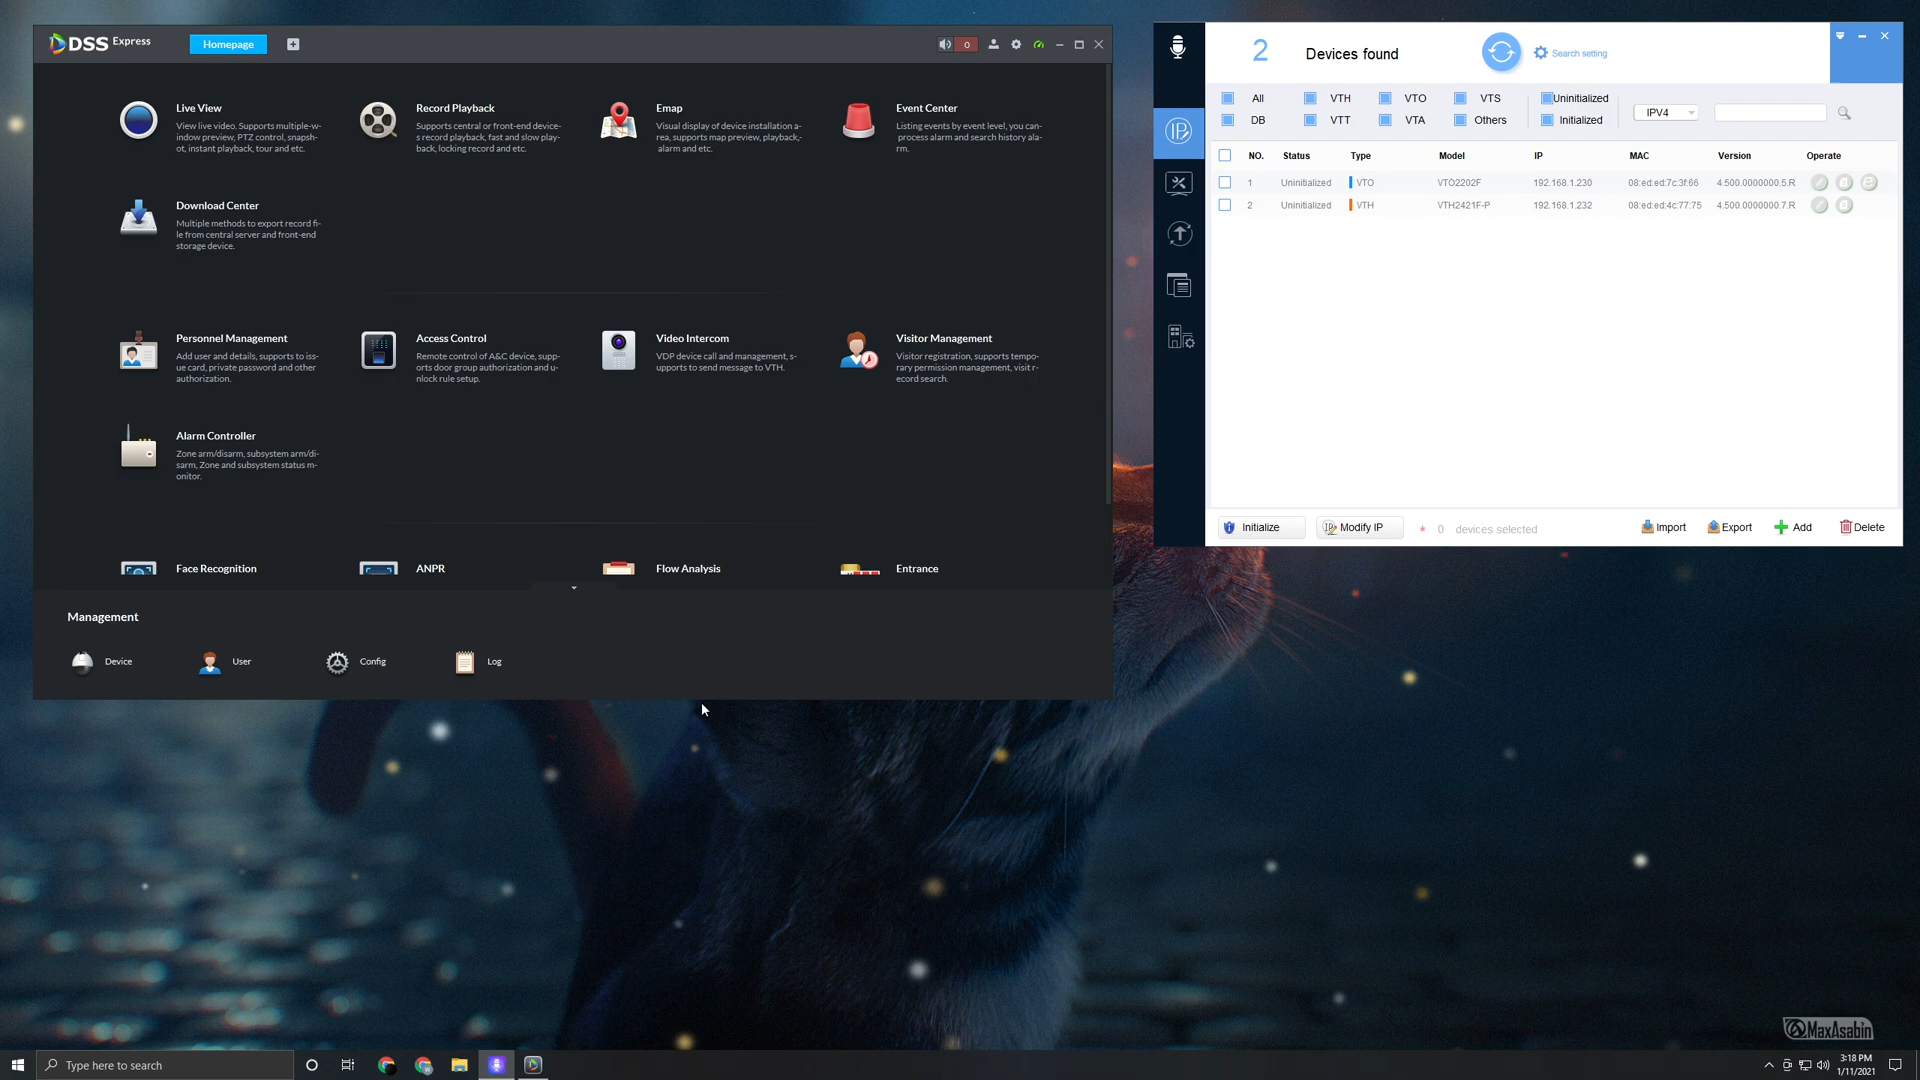 DSS Express
Homepage
0
Live View
View live video. Supports multiple-w-
indow preview, PTZ control, snapsh-
ot, instant playback, tour and etc.
Record Playback
Supports central or front-end device-
s record playback, fast and slow play-
back, locking record and etc.
Emap
Visual display of device installation a-
rea, supports map preview, playback,-
alarm and etc.
Event Center
Listing events by event level, you can-
process alarm and search history ala-
rm.
Download Center
Multiple methods to export record fi-
le from central server and front-end
storage device.
Personnel Management
Add user and details, supports to iss-
ue card, private password and other
authorization.
Access Control
Remote control of A&C device, supp-
orts door group authorization and u-
nlock rule setup.
Video Intercom
VDP device call and management, s-
upports to send message to VTH.
Visitor Management
Visitor registration, supports tempo-
rary permission management, visit r-
ecord search.
Alarm Controller
Zone arm/disarm, subsystem arm/di-
sarm, Zone and subsystem status m-
onitor.
Face Recognition
ANPR
Flow Analysis
Entrance
Management
Device
User
Config
Log
2 Devices found
Search setting
All VTH VTO VTS Uninitialized
DB VTT VTA Others Initialized
IPV4
NO. Status Type Model IP MAC Version Operate
1 Uninitialized VTO VTO2202F 192.168.1.230 08:ed:ed:7c:3f:66 4.500.0000000.5.R
2 Uninitialized VTH VTH2421F-P 192.168.1.232 08:ed:ed:4c:77:75 4.500.0000000.7.R
Initialize
IP Modify IP
* 0 devices selected
Import
Export
Add
Delete
MaxAsabin
Type here to search
3:18 PM
1/11/2021